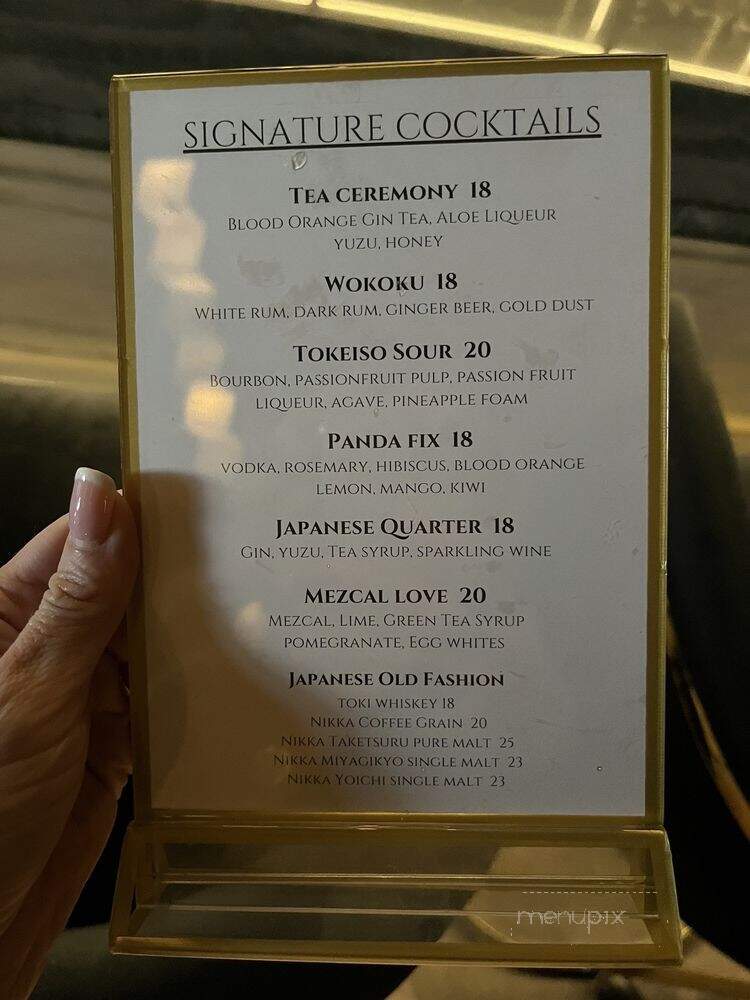 SIGNATURE COCKTAILS
TEA CEREMONY 18
BLOOD ORANGE GIN TEA, ALOE LIQUEUR
YUZU, HONEY
WOKOKU 18
WHITE RUM, DARK RUM, GINGER BEER, GOLD DUST
TOKEISO SOUR 20
BOURBON, PASSIONFRUIT PULP, PASSION FRUIT
LIQUEUR, AGAVE, PINEAPPLE FOAM
PANDA FIX 18
VODKA, ROSEMARY, HIBISCUS, BLOOD ORANGE
LEMON, MANGO, KIWI
JAPANESE QUARTER 18
GIN, YUZU, TEA SYRUP, SPARKLING WINE
MEZCAL LOVE 20
MEZCAL, LIME, GREEN TEA SYRUP
POMEGRANATE, EGG WHITES
JAPANESE OLD FASHION
TOKI WHISKEY 18
NIKKA COFFEE GRAIN 20
NIKKA TAKETSURU PURE MALT 25
NIKKA MIYAGIKYO SINGLE MALT 23
NIKKA YOICHI SINGLE MALT 23
menupix